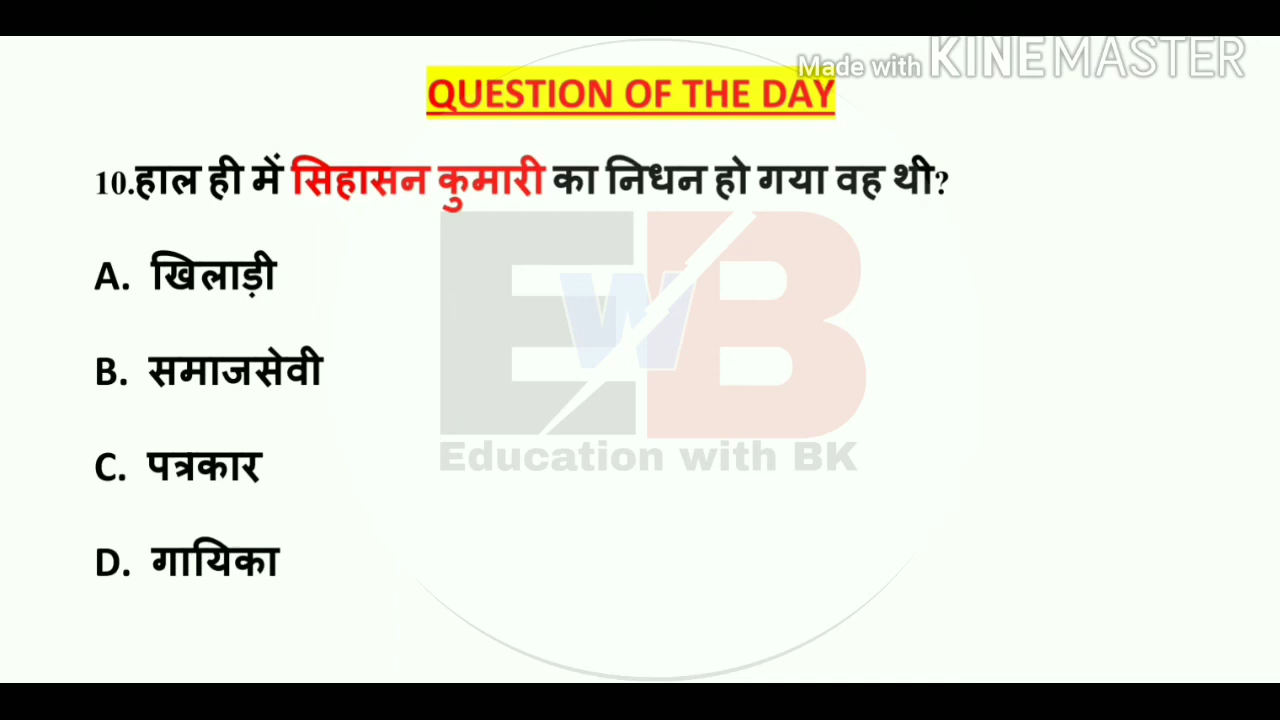 Made with KINEMASTER
QUESTION OF THE DAY
10.हाल ही में सिहासन कुमारी का निधन हो गया वह थी?
A. खिलाड़ी
B. समाजसेवी
C. पत्रकार
D. गायिका
EWB
Education with BK